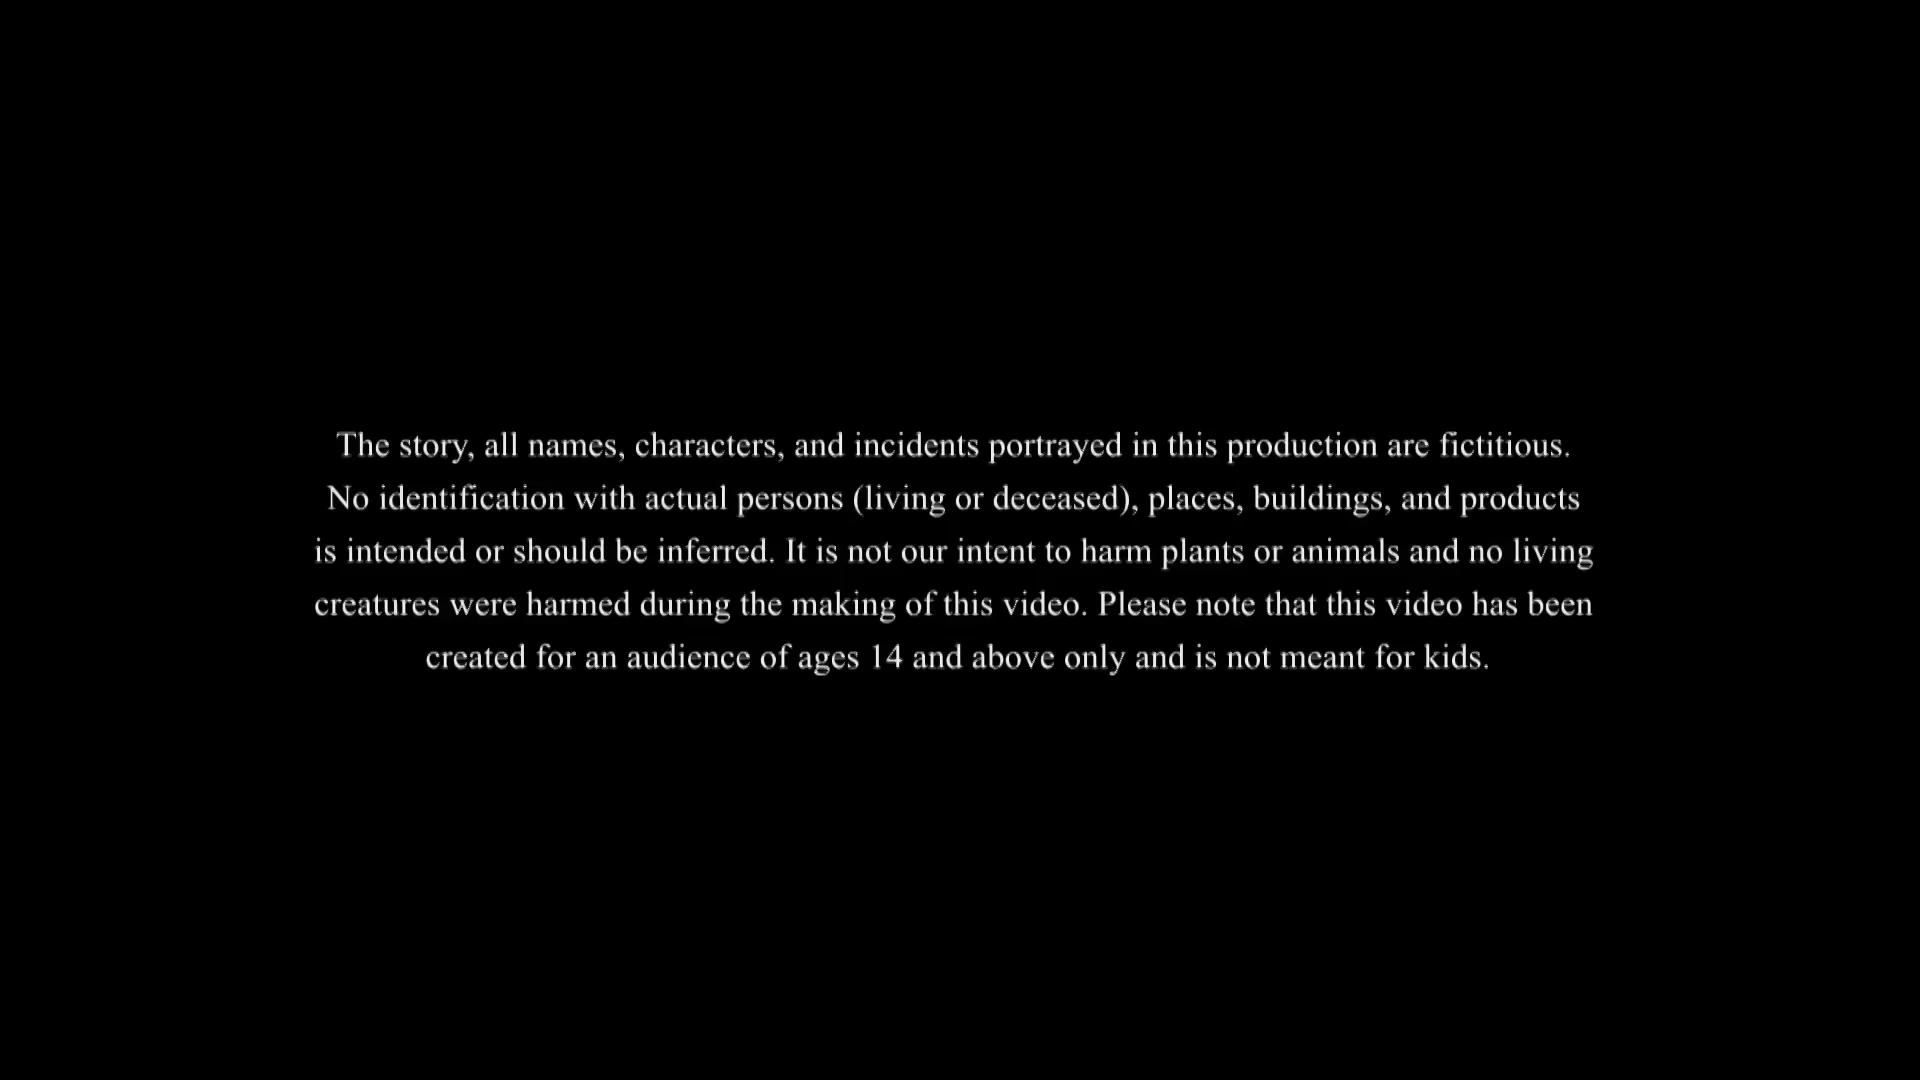 The story, all names, characters, and incidents portrayed in this production are fictitious.
No identification with actual persons (living or deceased), places, buildings, and products
is intended or should be inferred. It is not our intent to harm plants or animals and no living
creatures were harmed during the making of this video. Please note that this video has been
created for an audience of ages 14 and above only and is not meant for kids.